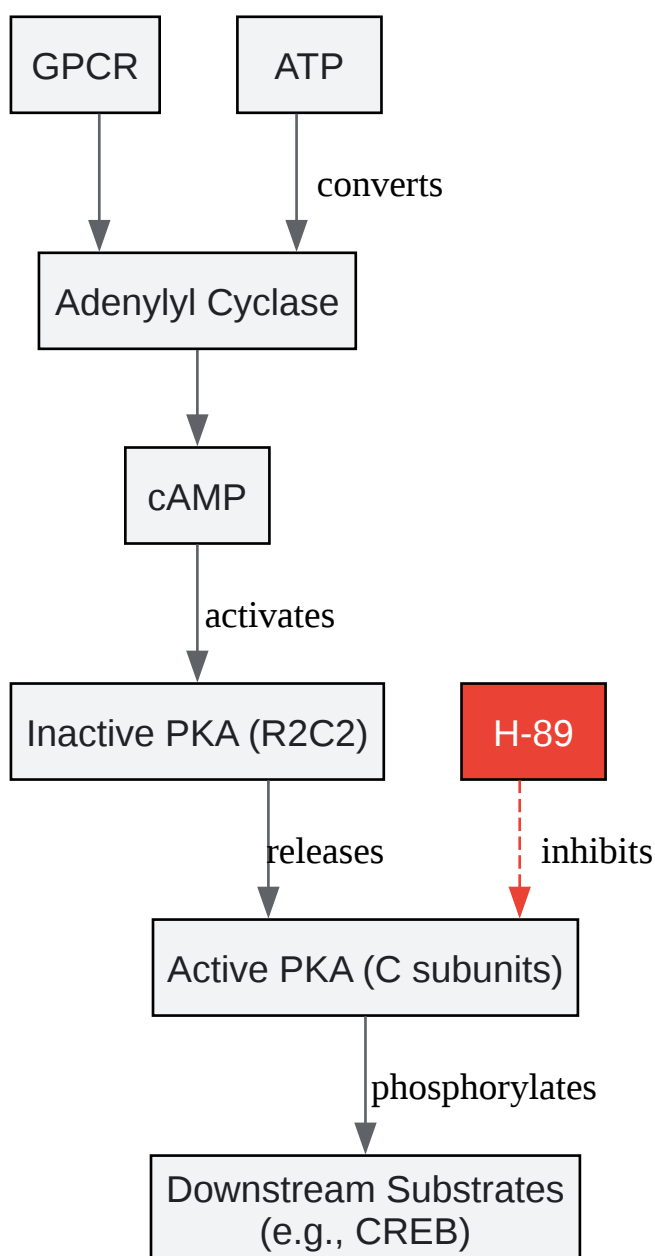 GPCR
ATP
converts
Adenylyl Cyclase
cAMP
activates
Inactive PKA (R2C2)
H-89
releases
inhibits
Active PKA (C subunits)
phosphorylates
Downstream Substrates
(e.g., CREB)